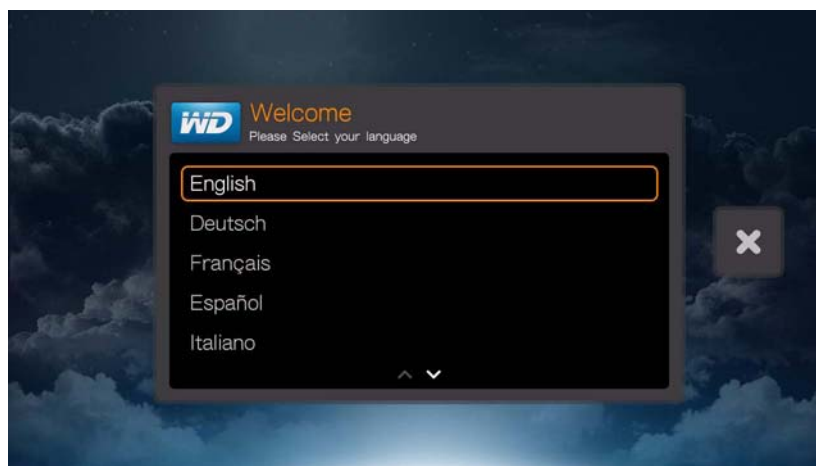 WD
Welcome
Please Select your language
English
Deutsch
Français
Español
Italiano